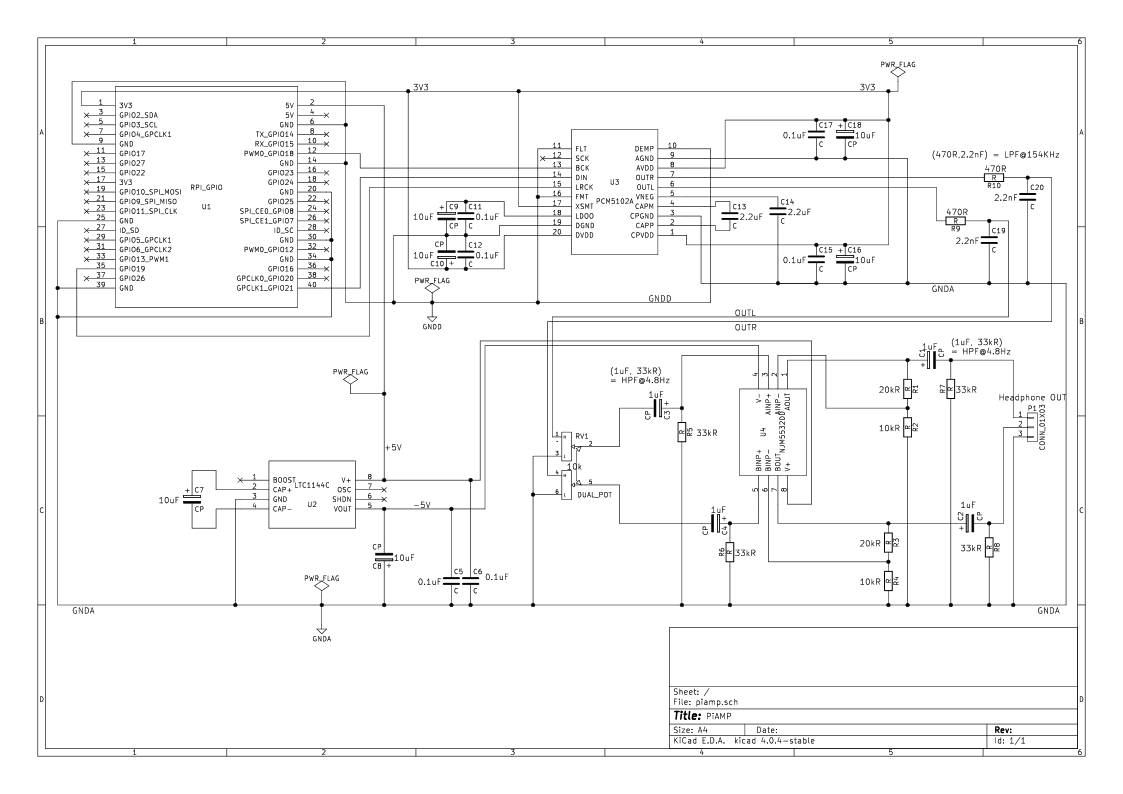 1 2 3 4 5 6
A
B
C
D
PWR_FLAG
3V3
3V3
RPI_GPIO
U1
1 3V3
3 GPIO2_SDA
5 GPIO3_SCL
7 GPIO4_GPCLK1
9 GND
11 GPIO17
13 GPIO27
15 GPIO22
17 3V3
19 GPIO10_SPI_MOSI
21 GPIO9_SPI_MISO
23 GPIO11_SPI_CLK
25 GND
27 ID_SD
29 GPIO5_GPCLK1
31 GPIO6_GPCLK2
33 GPIO13_PWM1
35 GPIO19
37 GPIO26
39 GND
5V 2
5V 4
GND 6
TX_GPIO14 8
RX_GPIO15 10
PWM0_GPIO18 12
GND 14
GPIO23 16
GPIO24 18
GND 20
GPIO25 22
SPI_CE0_GPIO8 24
SPI_CE1_GPIO7 26
ID_SC 28
GND 30
PWM0_GPIO12 32
GND 34
GPIO16 36
GPCLK0_GPIO20 38
GPCLK1_GPIO21 40
C9
10uF
CP
C11
0.1uF
C
CP
10uF
C10
C12
0.1uF
C
PWR_FLAG
GNDD
U3
PCM5102A
11 FLT
12 SCK
13 BCK
14 DIN
15 LRCK
16 FMT
17 XSMT
18 LDOO
19 DGND
20 DVDD
DEMP 10
AGND 9
AVDD 8
OUTR 7
OUTL 6
VNEG 5
CAPM 4
CPGND 3
CAPP 2
CPVDD 1
GNDD
C13
2.2uF
C
C14
2.2uF
C
C17
0.1uF
C
C18
10uF
CP
C15
0.1uF
C
C16
10uF
CP
(470R,2.2nF) = LPF@154KHz
470R
R
R10
C20
2.2nF
C
470R
R
R9
C19
2.2nF
C
GNDA
OUTL
OUTR
PWR_FLAG
+5V
LTC1144C
U2
1 BOOST
2 CAP+
3 GND
4 CAP-
V+ 8
OSC 7
SHDN 6
VOUT 5
C7
10uF
CP
-5V
CP
10uF
C8
C5
0.1uF
C
C6
0.1uF
C
PWR_FLAG
GNDA
GNDA
(1uF, 33kR)
= HPF@4.8Hz
1uF
CP
C3
R
R5
33kR
RV1
10k
DUAL_POT
1 2 3
4 5 6
1uF
CP
C4
R6
R
33kR
U4
NJM5532DD
4 3 2 1
V- AINP+ AINP- AOUT
BINP+ BINP- BOUT V+
5 6 7 8
20kR
R
R1
10kR
R
R2
20kR
R
R3
10kR
R
R4
1uF
C1
CP
(1uF, 33kR)
= HPF@4.8Hz
R7
R
33kR
1uF
C2
CP
33kR
R
R8
Headphone OUT
P1
1
2
3
CONN_01X03
GNDA
Sheet: /
File: piamp.sch
Title: PiAMP
Size: A4
Date:
Rev:
KiCad E.D.A. kicad 4.0.4-stable
Id: 1/1
1 2 3 4 5 6